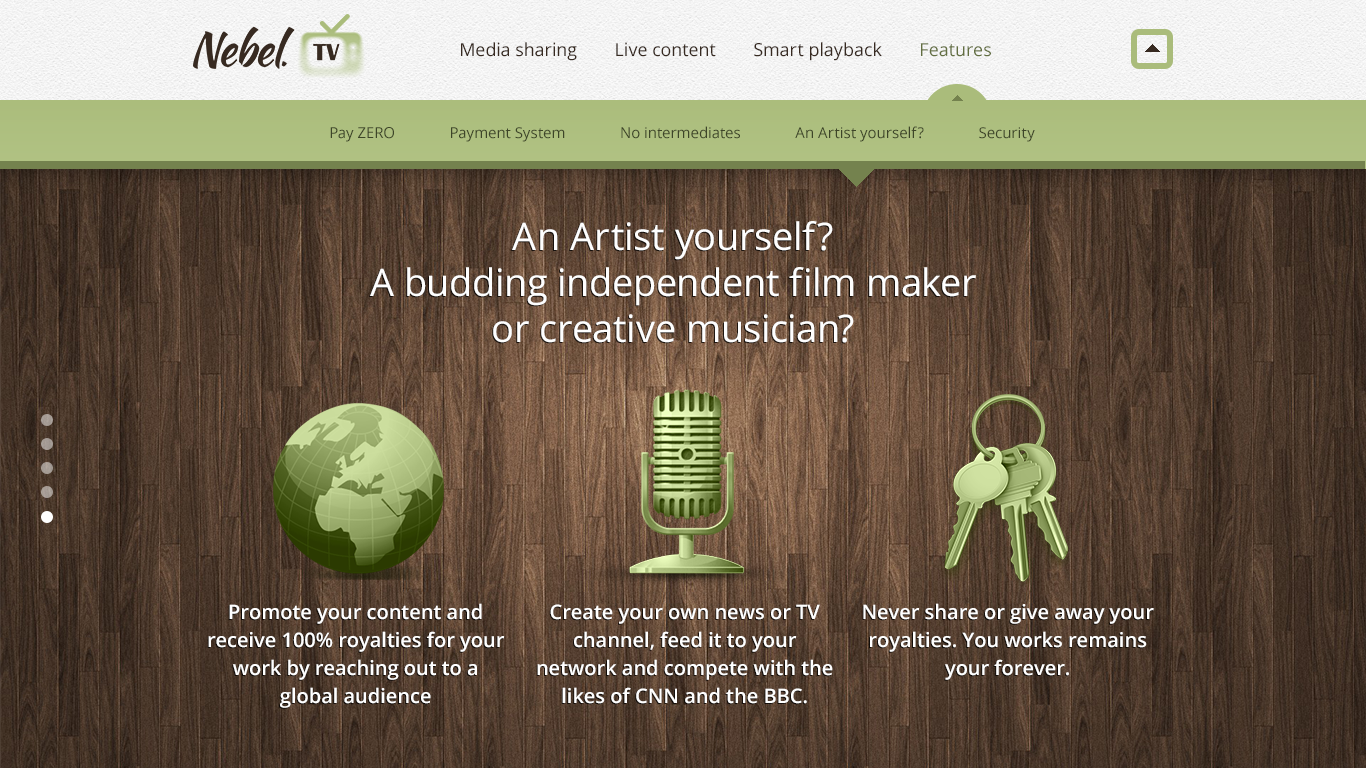 Nebel. TV
Media sharing
Live content
Smart playback
Features
Pay ZERO
Payment System
No intermediates
An Artist yourself?
Security
An Artist yourself?
A budding independent film maker
or creative musician?
Promote your content and
receive 100% royalties for your
work by reaching out to a
global audience
Create your own news or TV
channel, feed it to your
network and compete with the
likes of CNN and the BBC.
Never share or give away your
royalties. You works remains
your forever.